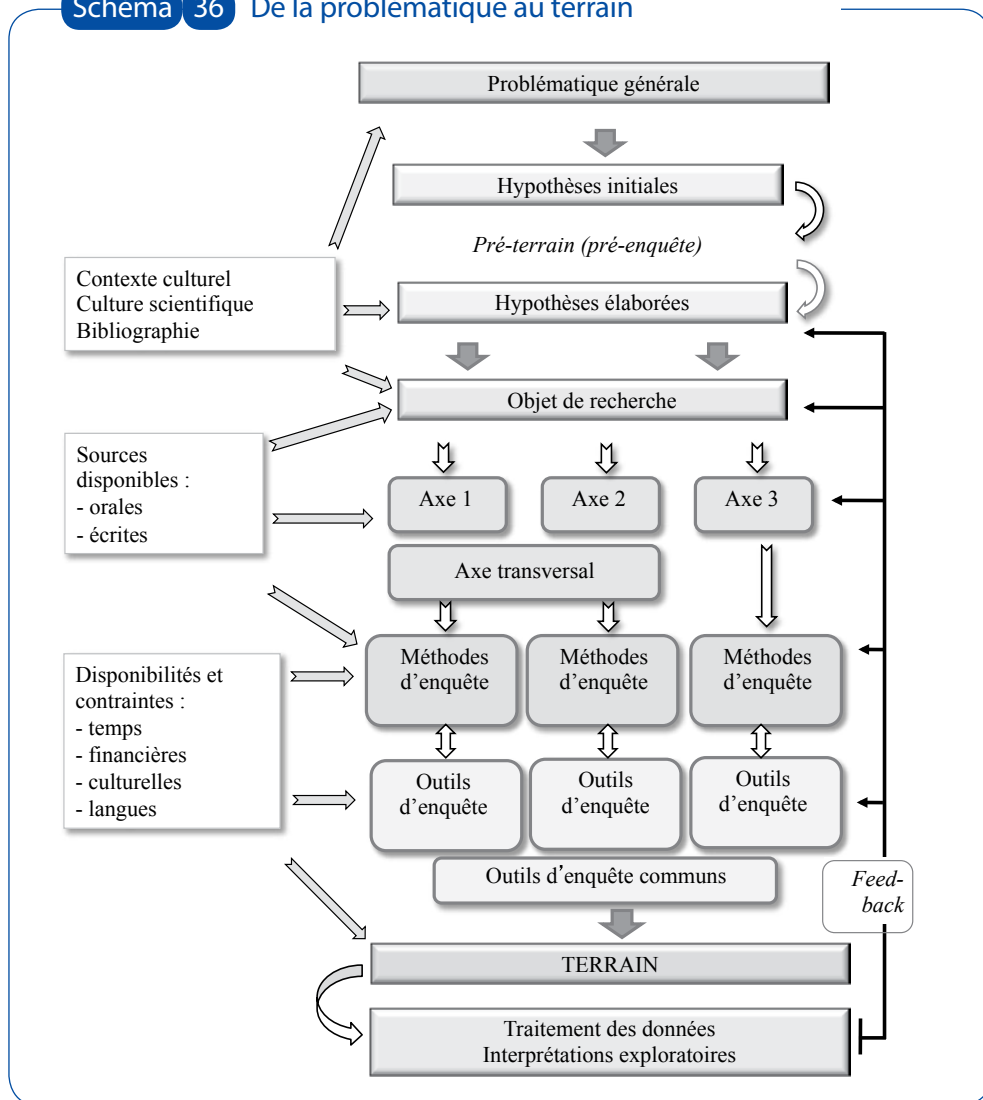 Schéma 36 De la problématique au terrain
Problématique générale
Hypothèses initiales
Pré-terrain (pré-enquête)
Contexte culturel
Culture scientifique
Bibliographie
Hypothèses élaborées
Objet de recherche
Sources
disponibles :
- orales
- écrites
Axe 1
Axe 2
Axe 3
Axe transversal
Disponibilités et
contraintes :
- temps
- financières
- culturelles
- langues
Méthodes
d’enquête
Méthodes
d’enquête
Méthodes
d’enquête
Outils
d’enquête
Outils
d’enquête
Outils
d’enquête
Outils d’enquête communs
Feed-
back
TERRAIN
Traitement des données
Interprétations exploratoires